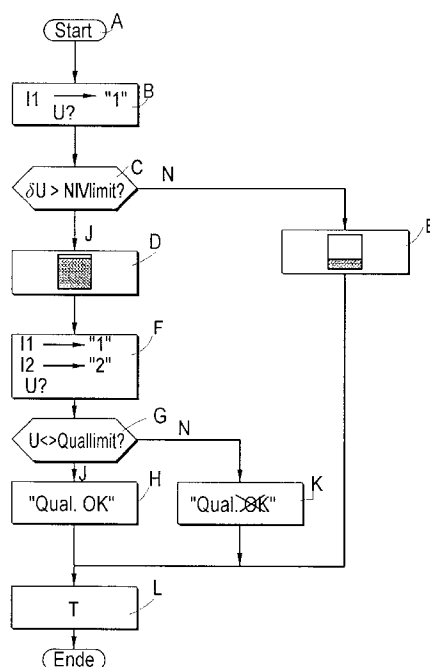 Start
A
I1 → "1"
U?
B
C
δU > NIVlimit?
N
J
D
E
I1 → "1"
I2 → "2"
U?
F
G
U<>Quallimit?
N
J
H
"Qual. OK"
"Qual. OK"
K
L
T
Ende